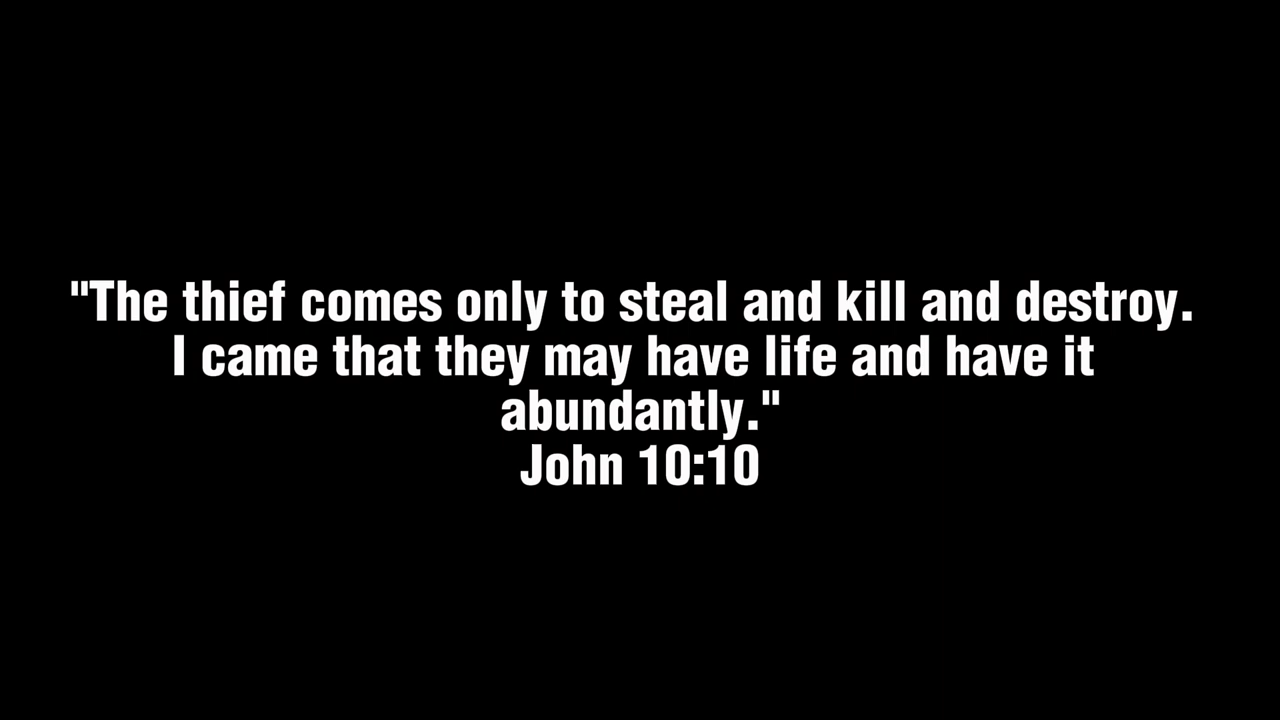 "The thief comes only to steal and kill and destroy.
I came that they may have life and have it
abundantly."
John 10:10